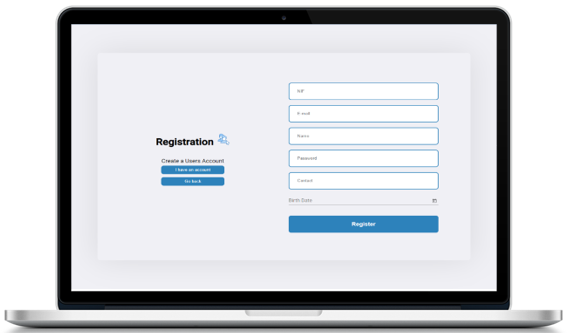 Registration
Create a Users Account
I have an account
Go back
NIF
E-mail
Name
Password
Contact
Birth Date
Register